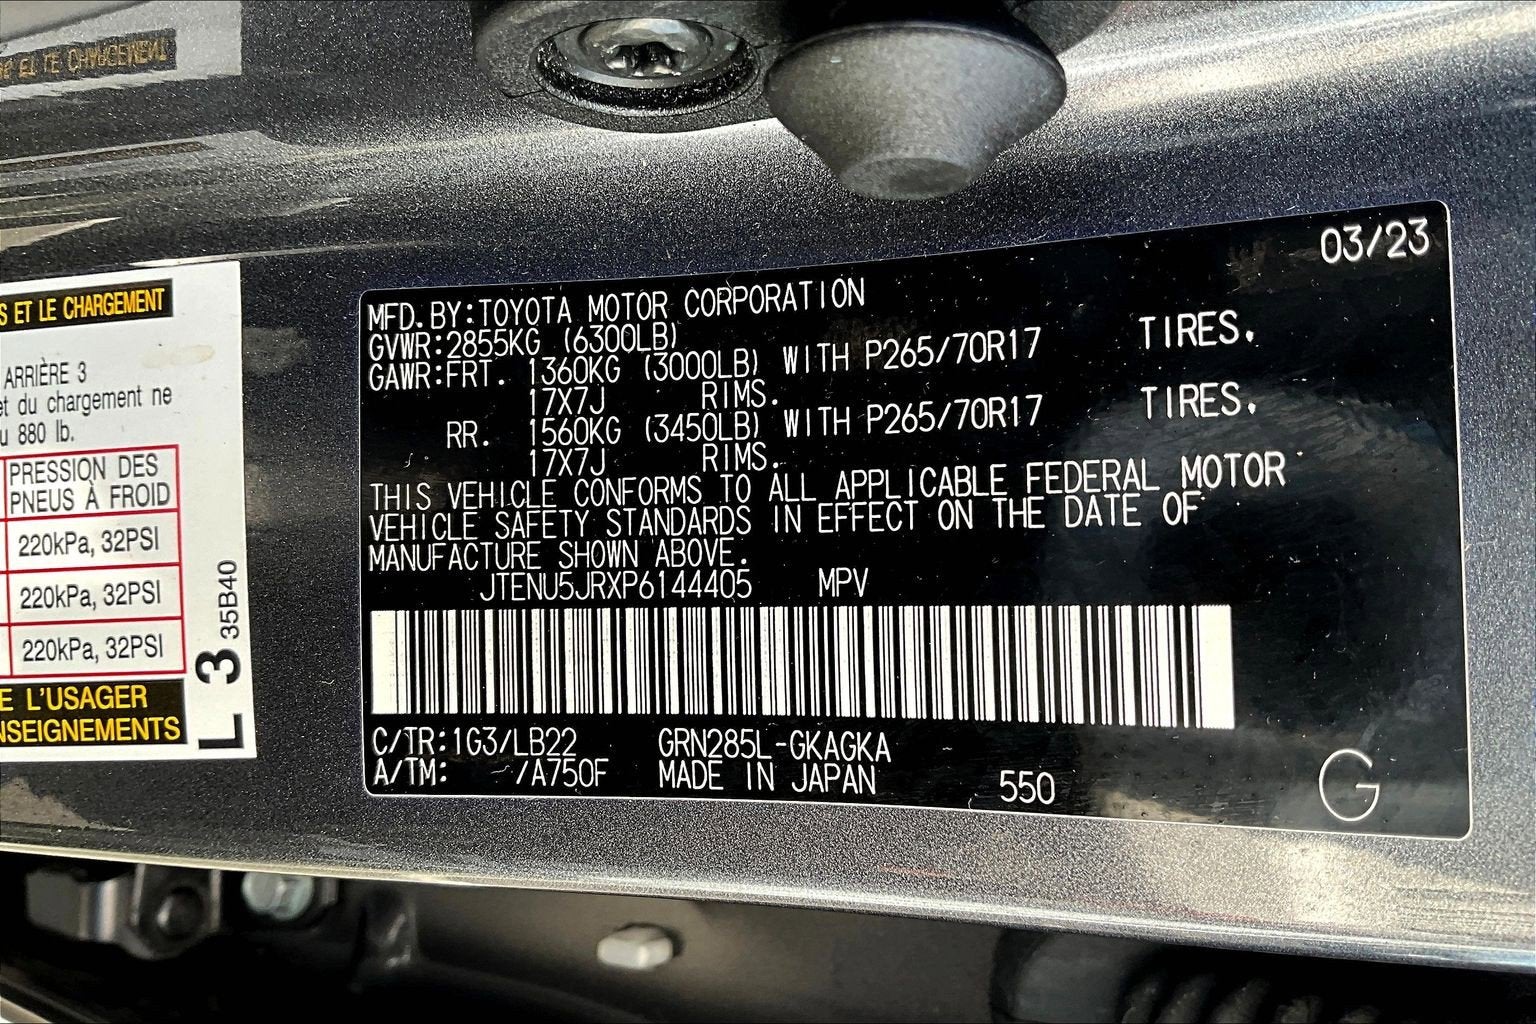 S ET LE CHARGEMENT
ARRIÈRE 3
et du chargement ne
u 880 lb.
PRESSION DES
PNEUS À FROID
220kPa, 32PSI
220kPa, 32PSI
220kPa, 32PSI
E L'USAGER
NSEIGNEMENTS
L 3 35B40
03/23
MFD. BY: TOYOTA MOTOR CORPORATION
GVWR: 2855KG (6300LB)
GAWR: FRT. 1360KG (3000LB) WITH P265/70R17 TIRES.
17X7J RIMS.
RR. 1560KG (3450LB) WITH P265/70R17 TIRES.
17X7J RIMS.
THIS VEHICLE CONFORMS TO ALL APPLICABLE FEDERAL MOTOR
VEHICLE SAFETY STANDARDS IN EFFECT ON THE DATE OF
MANUFACTURE SHOWN ABOVE.
JTENU5JRXP6144405 MPV
C/TR: 1G3/LB22 GRN285L-GKAGKA
A/TM: -/A750F MADE IN JAPAN 550 G